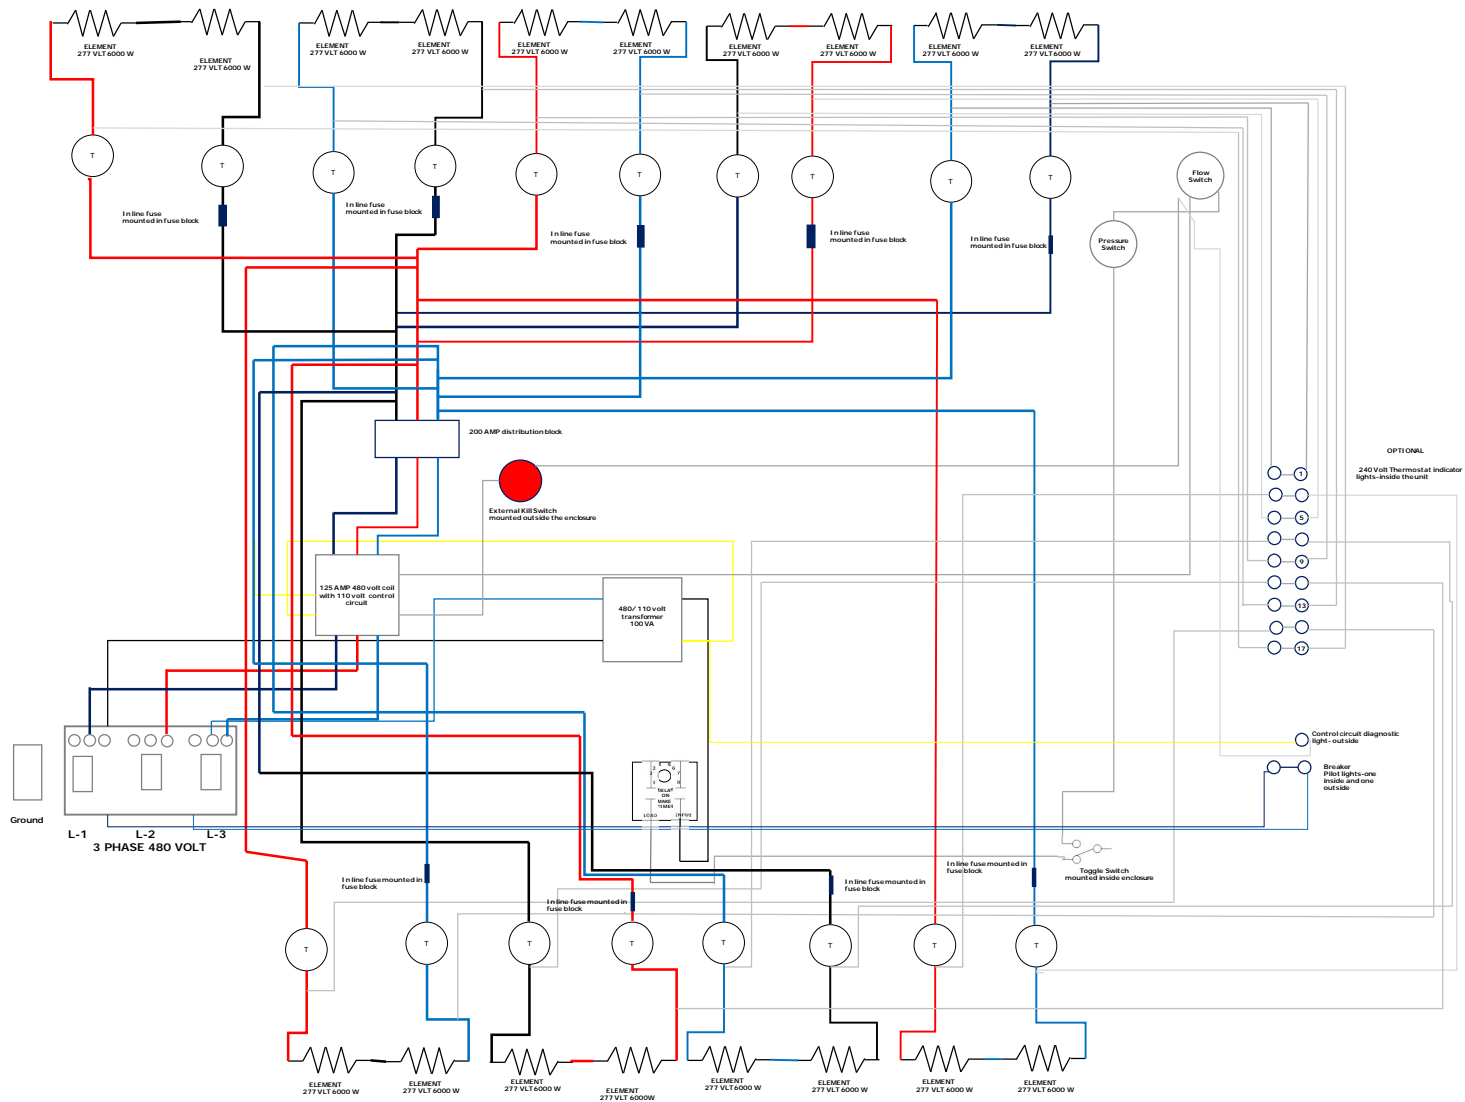 ELEMENT
277 VLT 6000 W
ELEMENT
277 VLT 6000 W
ELEMENT
277 VLT 6000 W
ELEMENT
277 VLT 6000 W
ELEMENT
277 VLT 6000 W
ELEMENT
277 VLT 6000 W
ELEMENT
277 VLT 6000 W
ELEMENT
277 VLT 6000 W
ELEMENT
277 VLT 6000 W
ELEMENT
277 VLT 6000 W
T
T
T
T
T
T
T
T
T
T
Flow
Switch
Pressure
Switch
In line fuse
mounted in fuse block
In line fuse
mounted in fuse block
In line fuse
mounted in fuse block
In line fuse
mounted in fuse block
In line fuse
mounted in fuse block
200 AMP distribution block
OPTIONAL
240 Volt Thermostat indicator
lights-inside the unit
1
5
9
13
17
External Kill Switch
mounted outside the enclosure
125 AMP 480 volt coil
with 110 volt control
circuit
480/ 110 volt
transformer
100 VA
Control circuit diagnostic
light- outside
Breaker
Pilot lights-one
inside and one
outside
DELAY
ON
MAKE
TIMER
LOAD
INPUT
Ground
L-1
L-2
L-3
3 PHASE 480 VOLT
Toggle Switch
mounted inside enclosure
In line fuse mounted in
fuse block
In line fuse mounted in
fuse block
In line fuse mounted in
fuse block
In line fuse mounted in
fuse block
T
T
T
T
T
T
T
T
ELEMENT
277 VLT 6000 W
ELEMENT
277 VLT 6000 W
ELEMENT
277 VLT 6000 W
ELEMENT
277 VLT 6000W
ELEMENT
277 VLT 6000 W
ELEMENT
277 VLT 6000 W
ELEMENT
277 VLT 6000 W
ELEMENT
277 VLT 6000 W